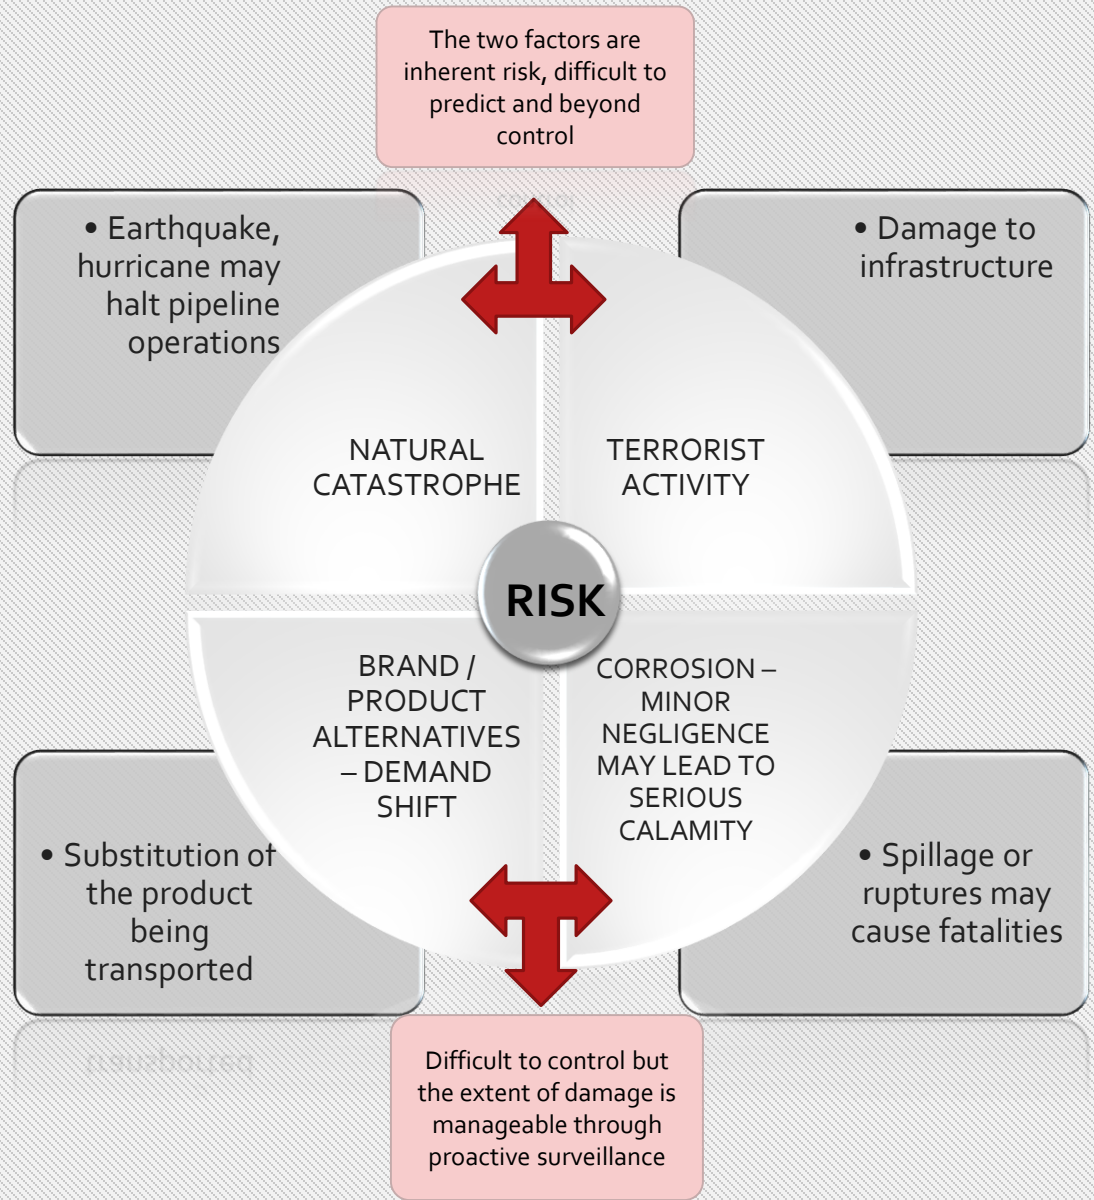 The two factors are
inherent risk, difficult to
predict and beyond
control
• Earthquake,
hurricane may
halt pipeline
operations
• Damage to
infrastructure
NATURAL
CATASTROPHE
TERRORIST
ACTIVITY
RISK
BRAND /
PRODUCT
ALTERNATIVES
– DEMAND
SHIFT
CORROSION –
MINOR
NEGLIGENCE
MAY LEAD TO
SERIOUS
CALAMITY
• Substitution of
the product
being
transported
• Spillage or
ruptures may
cause fatalities
Difficult to control but
the extent of damage is
manageable through
proactive surveillance